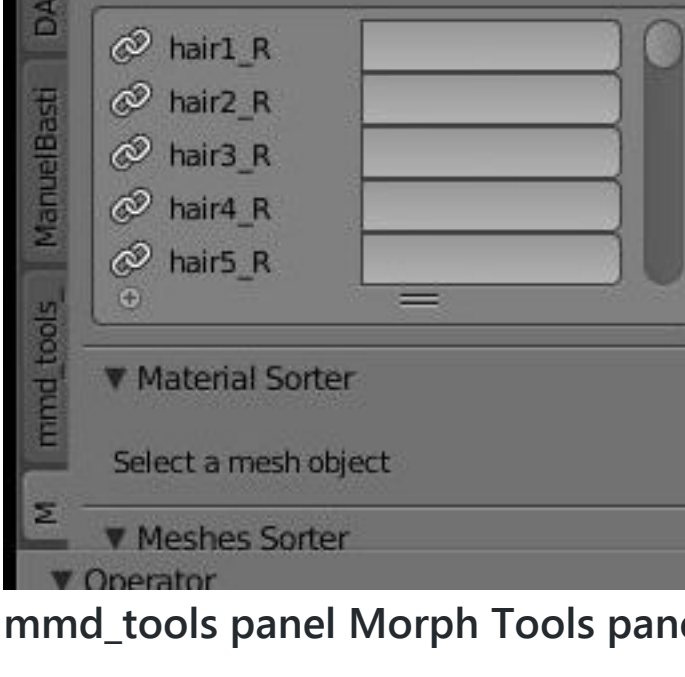 DA
hair1_R
hair2_R
hair3_R
hair4_R
hair5_R
ManuelBasti
mmd_tools_
Material Sorter
Select a mesh object
M
Meshes Sorter
Operator
mmd_tools panel Morph Tools pane